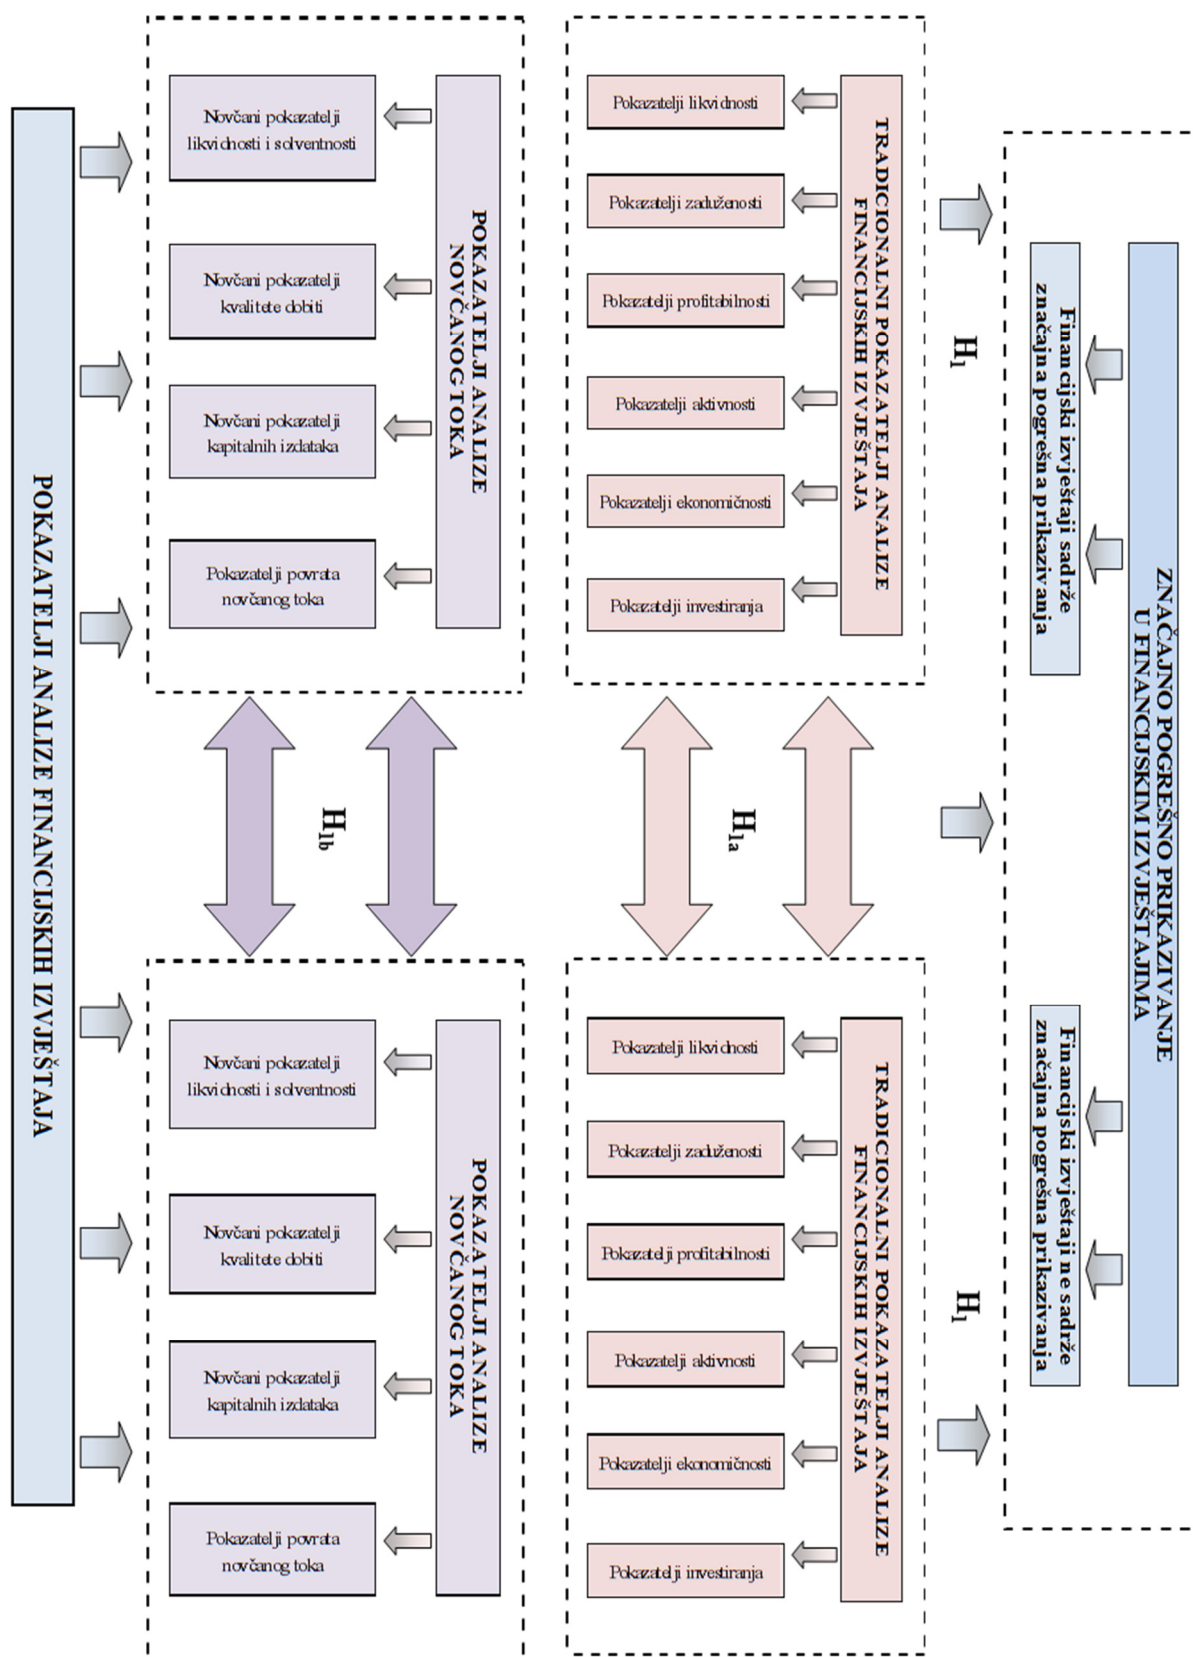 POKAZATELJI ANALIZE FINANCIJSKIH IZVJEŠTAJA
POKAZATELJI ANALIZE
NOVČANOG TOKA
Novčani pokazatelji
likvidnosti i solventnosti
Novčani pokazatelji
kvalitete dobiti
Novčani pokazatelji
kapitalnih izdataka
Pokazatelji povrata
novčanog toka
TRADICIONALNI POKAZATELJI ANALIZE
FINANCIJSKIH IZVJEŠTAJA
Pokazatelji likvidnosti
Pokazatelji zaduženosti
Pokazatelji profitabilnosti
Pokazatelji aktivnosti
Pokazatelji ekonomičnosti
Pokazatelji investiranja
H1
Financijski izvještaji sadrže
značajna pogrešna prikazivanja
ZNAČAJNO POGREŠNO PRIKAZIVANJE
U FINANCIJSKIM IZVJEŠTAJIMA
H1b
H1a
POKAZATELJI ANALIZE
NOVČANOG TOKA
Novčani pokazatelji
likvidnosti i solventnosti
Novčani pokazatelji
kvalitete dobiti
Novčani pokazatelji
kapitalnih izdataka
Pokazatelji povrata
novčanog toka
TRADICIONALNI POKAZATELJI ANALIZE
FINANCIJSKIH IZVJEŠTAJA
Pokazatelji likvidnosti
Pokazatelji zaduženosti
Pokazatelji profitabilnosti
Pokazatelji aktivnosti
Pokazatelji ekonomičnosti
Pokazatelji investiranja
H1
Financijski izvještaji ne sadrže
značajna pogrešna prikazivanja